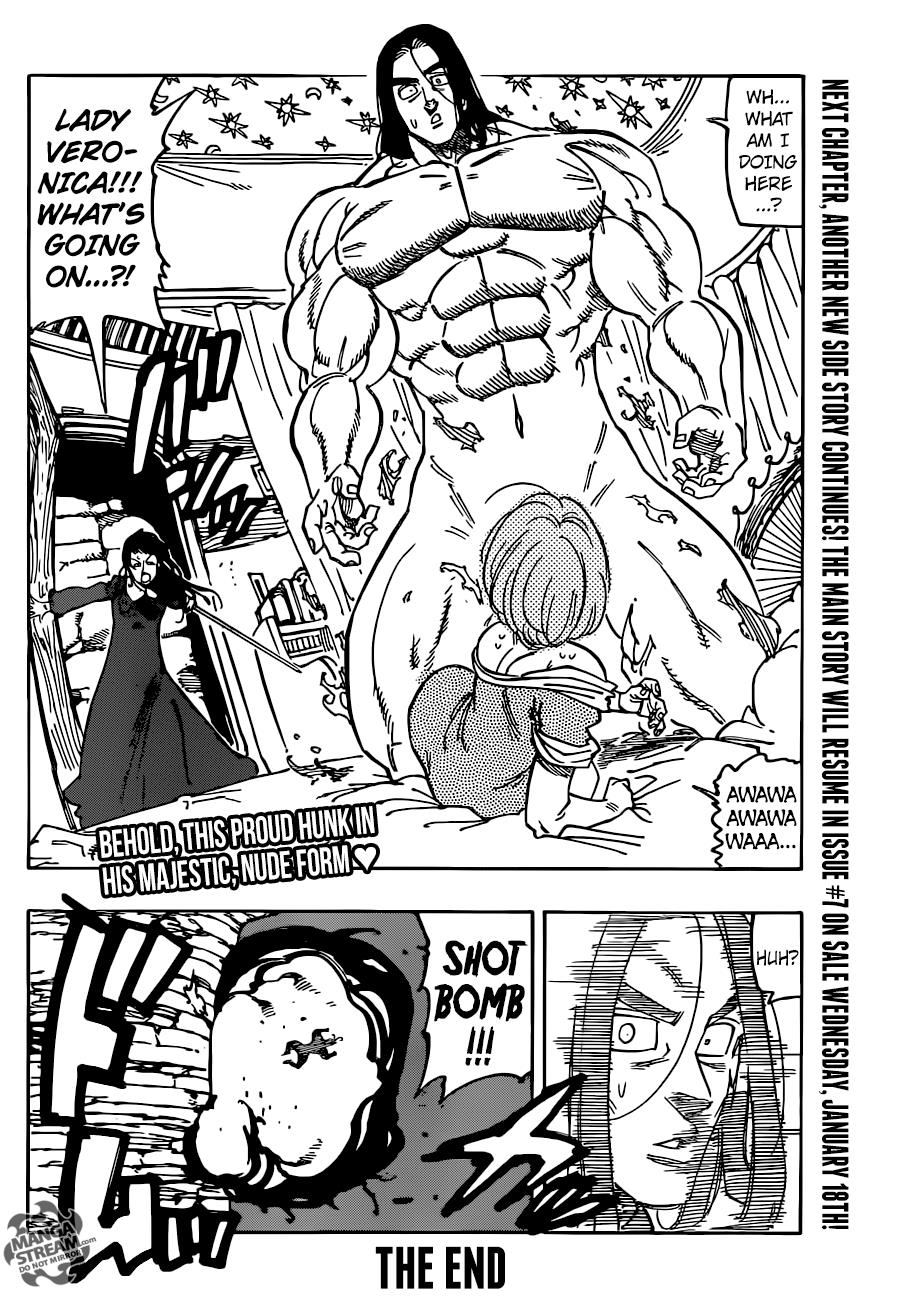 WH...
WHAT
AM I
DOING
HERE
...?
LADY
VERO-
NICA!!!
WHAT'S
GOING
ON...?!
AWAWA
AWAWA
WAAA...
BEHOLD, THIS PROUD HUNK IN
HIS MAJESTIC, NUDE FORM ♥
HUH?
SHOT
BOMB
!!!
NEXT CHAPTER, ANOTHER NEW SIDE STORY CONTINUES! THE MAIN STORY WILL RESUME IN ISSUE #7 ON SALE WEDNESDAY, JANUARY 18TH!
MANGA
STREAM.com
DO NOT MIRROR
THE END